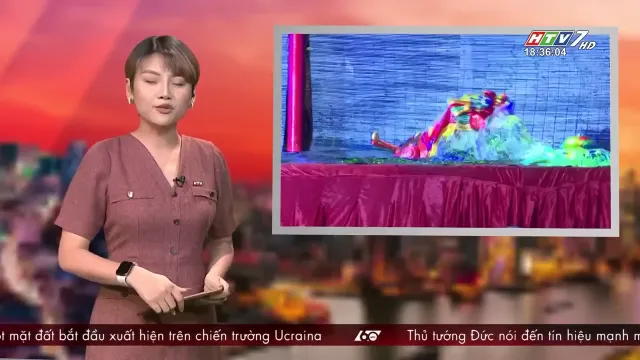 HTV7 HD
18:36:04
HTV
ột mặt đất bắt đầu xuất hiện trên chiến trường Ucraina
Thủ tướng Đức nói đến tín hiệu mạnh m